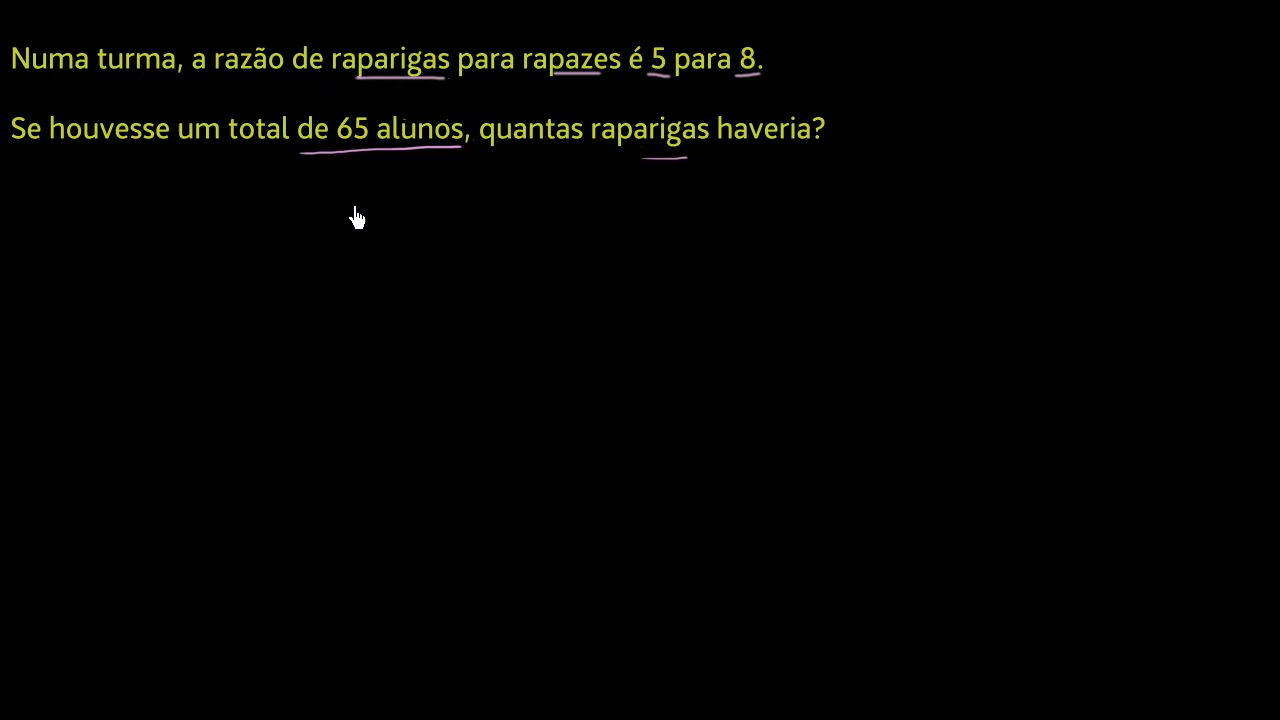 Numa turma, a razão de raparigas para rapazes é 5 para 8.
Se houvesse um total de 65 alunos, quantas raparigas haveria?